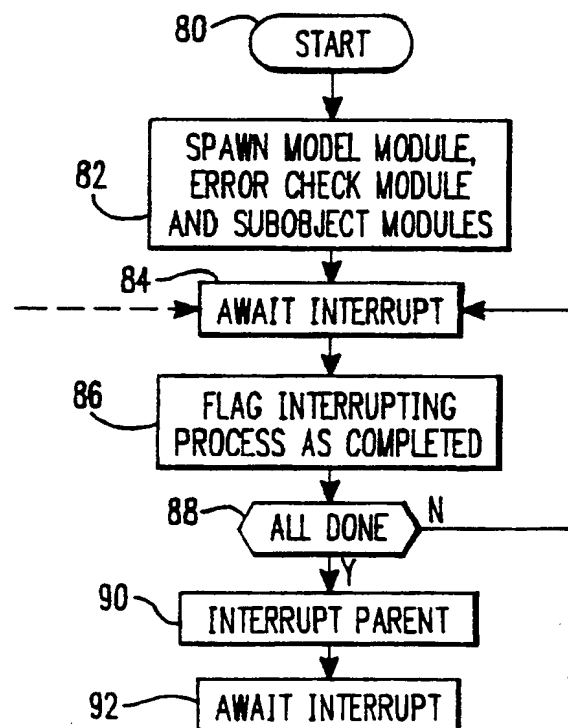 80
START
82
SPAWN MODEL MODULE,
ERROR CHECK MODULE
AND SUBOBJECT MODULES
84
AWAIT INTERRUPT
86
FLAG INTERRUPTING
PROCESS AS COMPLETED
88
ALL DONE
N
Y
90
INTERRUPT PARENT
92
AWAIT INTERRUPT